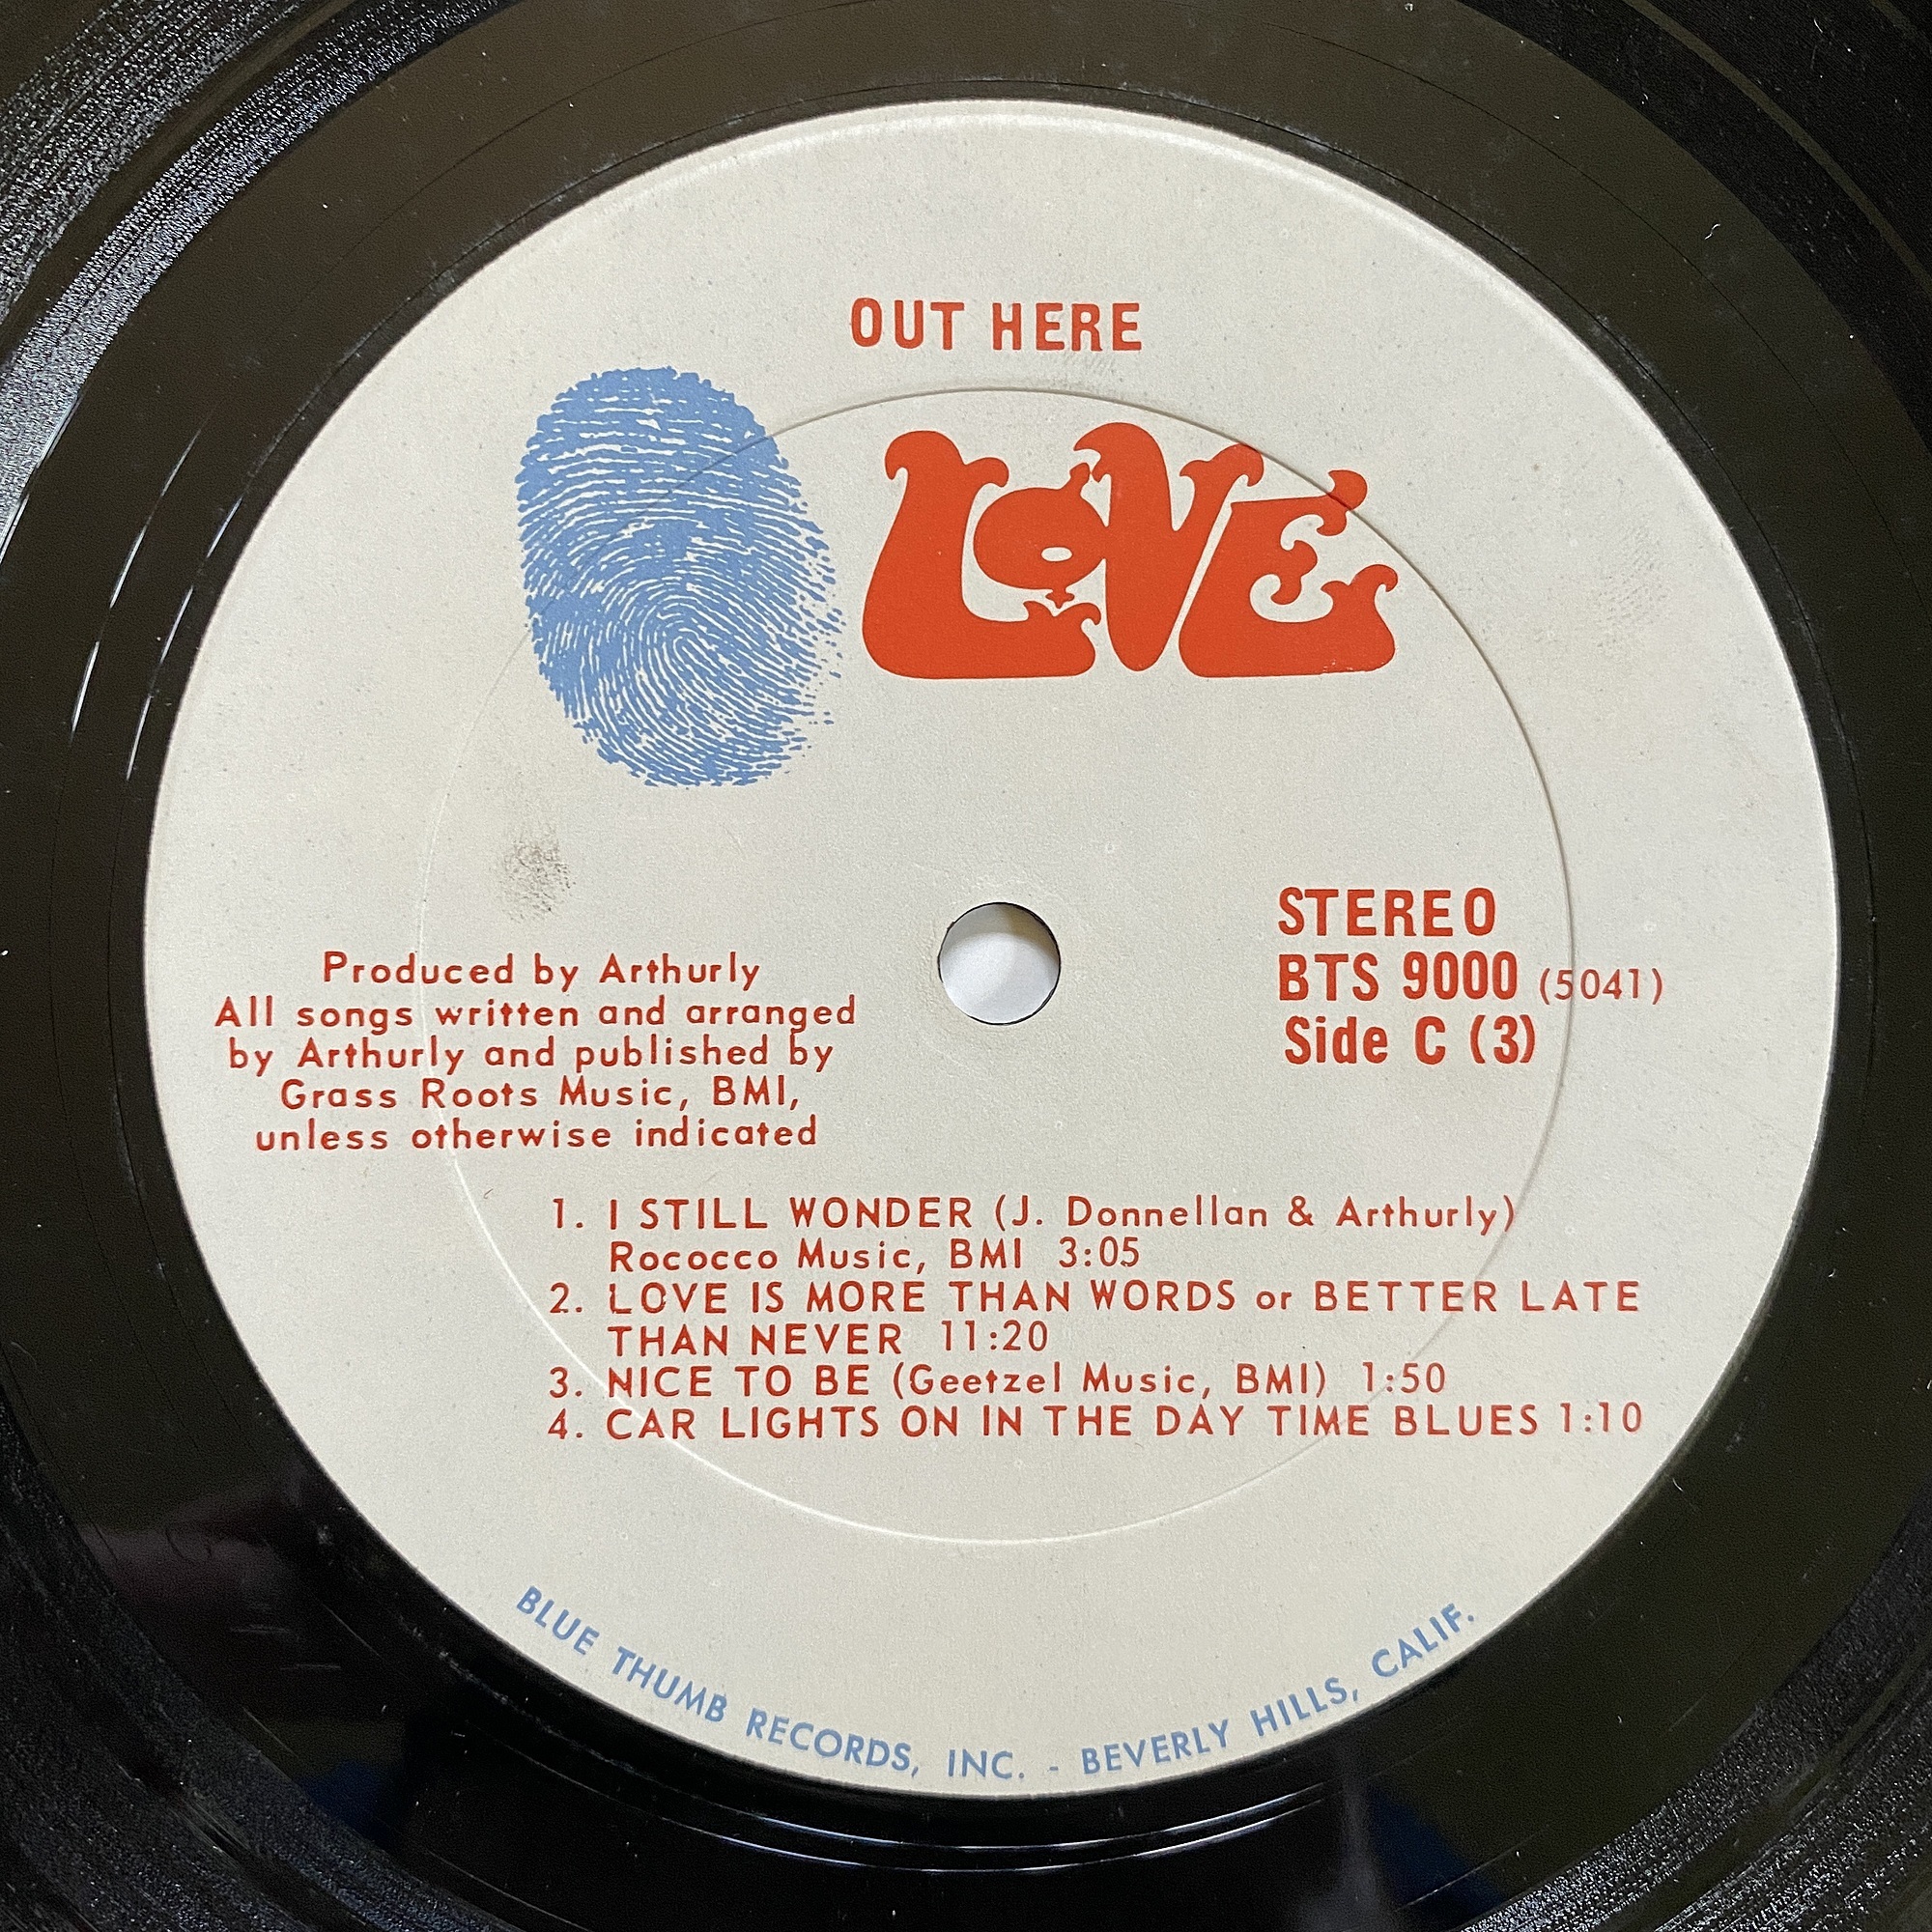 OUT HERE
LOVE
STEREO
BTS 9000 (5041)
Side C (3)
Produced by Arthurly
All songs written and arranged
by Arthurly and published by
Grass Roots Music, BMI,
unless otherwise indicated
1. I STILL WONDER (J. Donnellan & Arthurly)
Rococco Music, BMI 3:05
2. LOVE IS MORE THAN WORDS or BETTER LATE
THAN NEVER 11:20
3. NICE TO BE (Geetzel Music, BMI) 1:50
4. CAR LIGHTS ON IN THE DAY TIME BLUES 1:10
BLUE THUMB RECORDS, INC. - BEVERLY HILLS, CALIF.